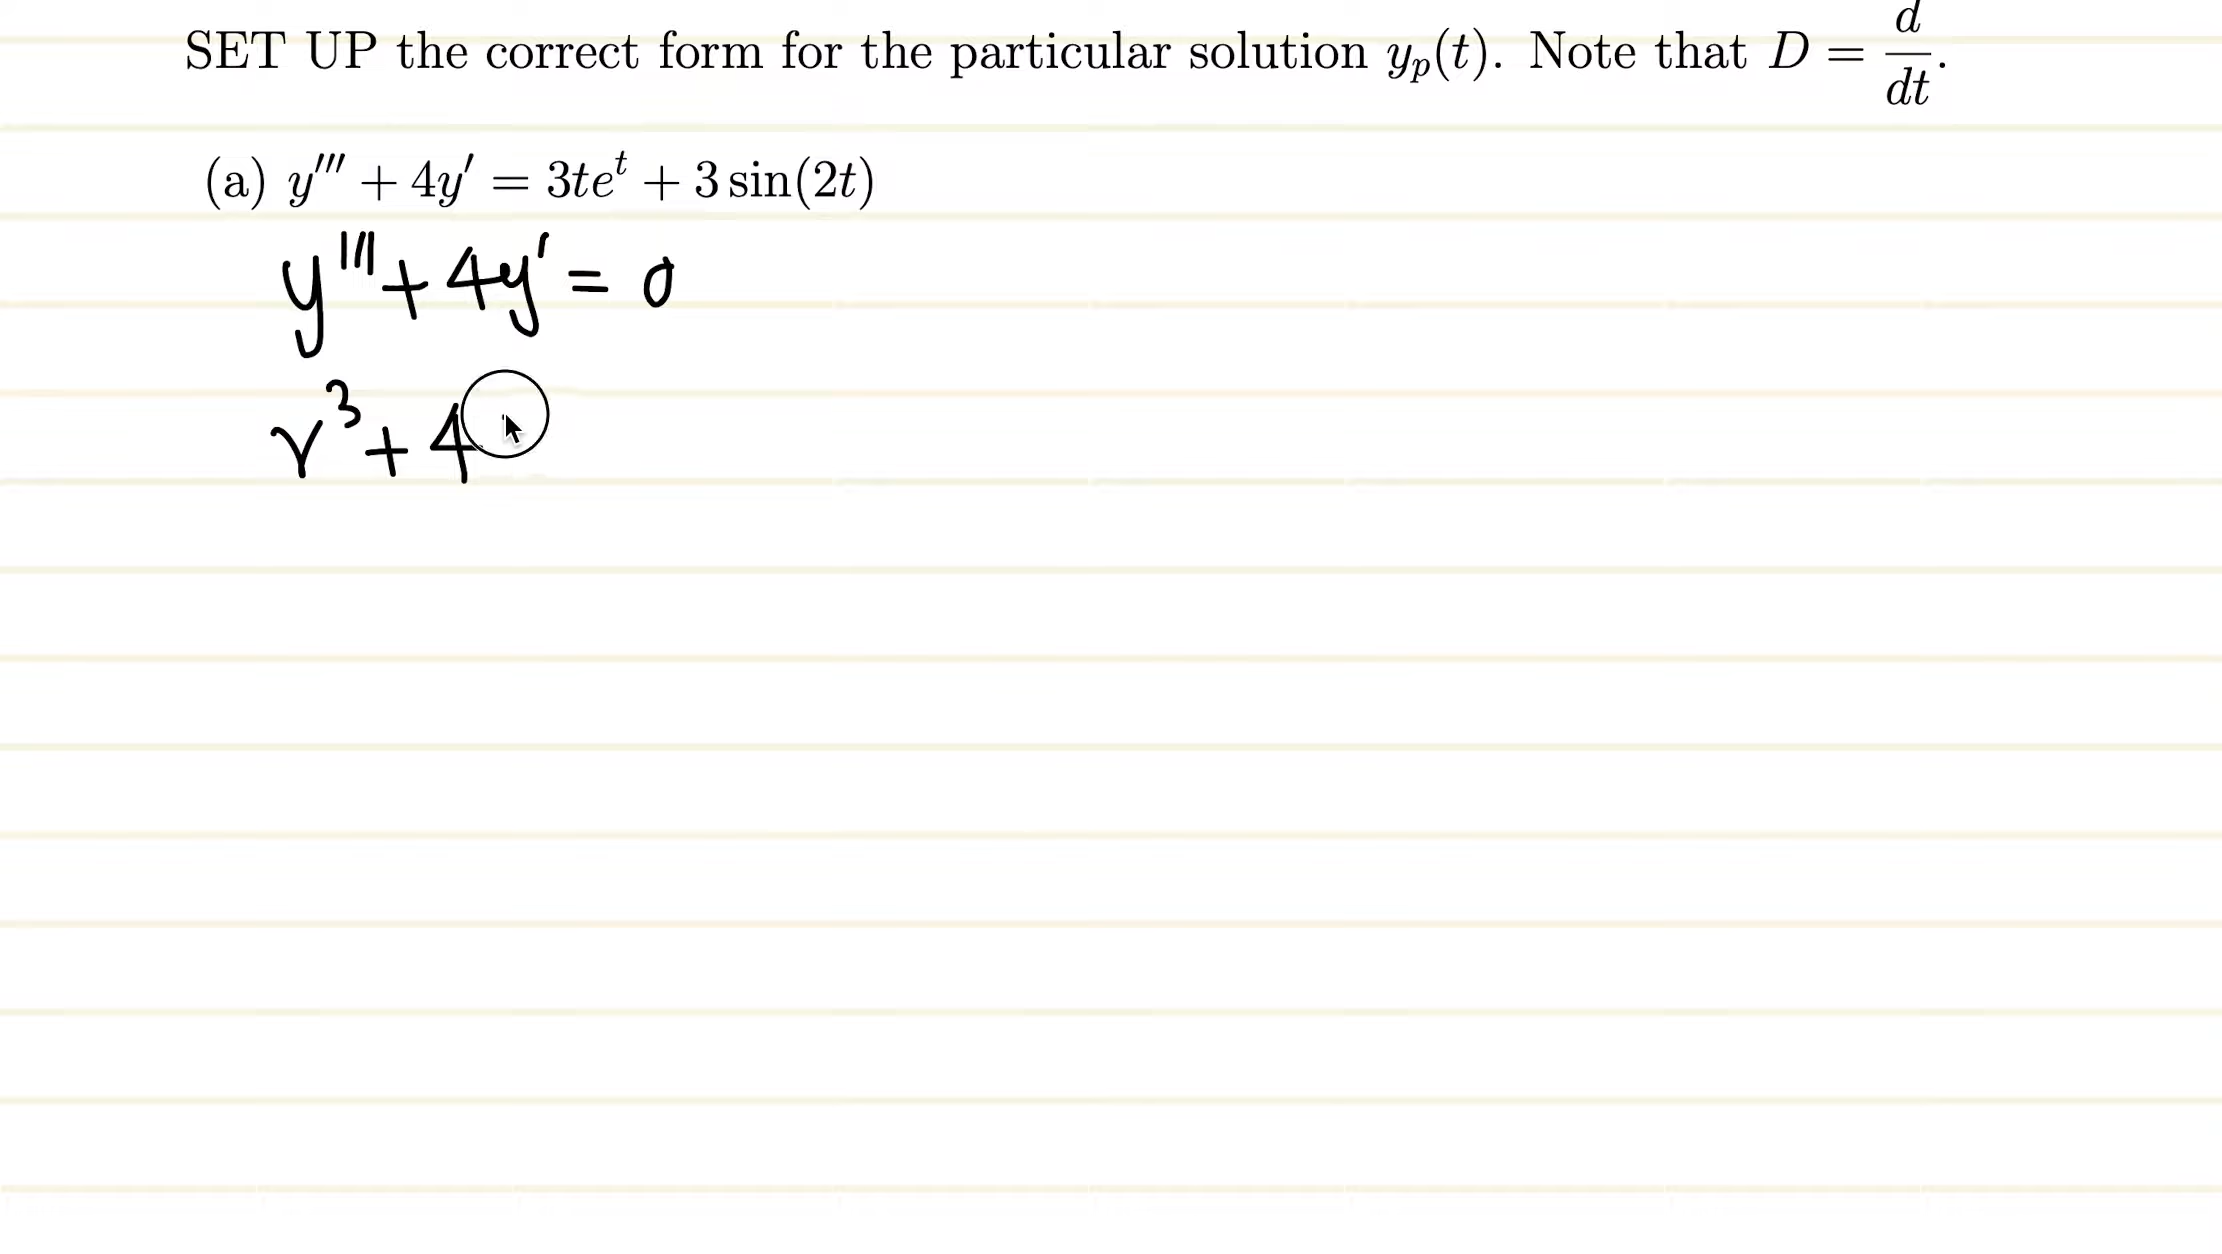 SET UP the correct form for the particular solution yₚ(t). Note that D = d/dt.
(a) y''' + 4y' = 3te^t + 3 sin(2t)
y''' + 4y' = 0
r^3 + 4